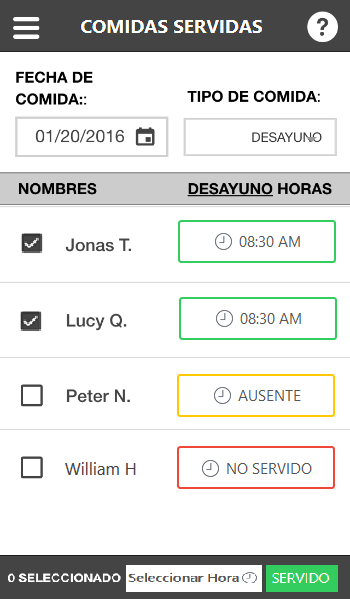 COMIDAS SERVIDAS
?
FECHA DE
COMIDA::
TIPO DE COMIDA:
01/20/2016
DESAYUNO
NOMBRES
DESAYUNO HORAS
Jonas T.
08:30 AM
Lucy Q.
08:30 AM
Peter N.
AUSENTE
William H
NO SERVIDO
0 SELECCIONADO
Seleccionar Hora
SERVIDO